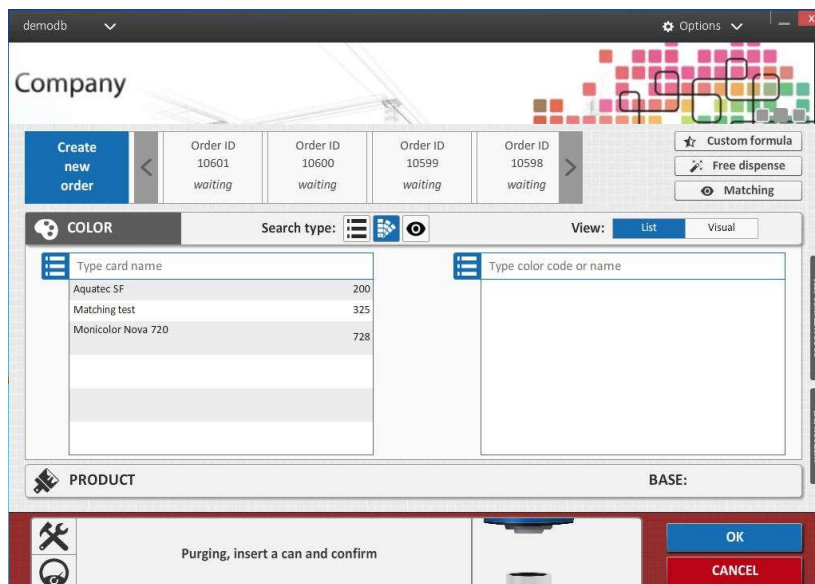 demodb
Options
X
Company
Create
new
order
Order ID
10601
waiting
Order ID
10600
waiting
Order ID
10599
waiting
Order ID
10598
waiting
Custom formula
Free dispense
Matching
COLOR
Search type:
View:
List
Visual
Type card name
Aquatec SF 200
Matching test 325
Monicolor Nova 720 728
Type color code or name
PRODUCT
BASE:
Purging, insert a can and confirm
OK
CANCEL